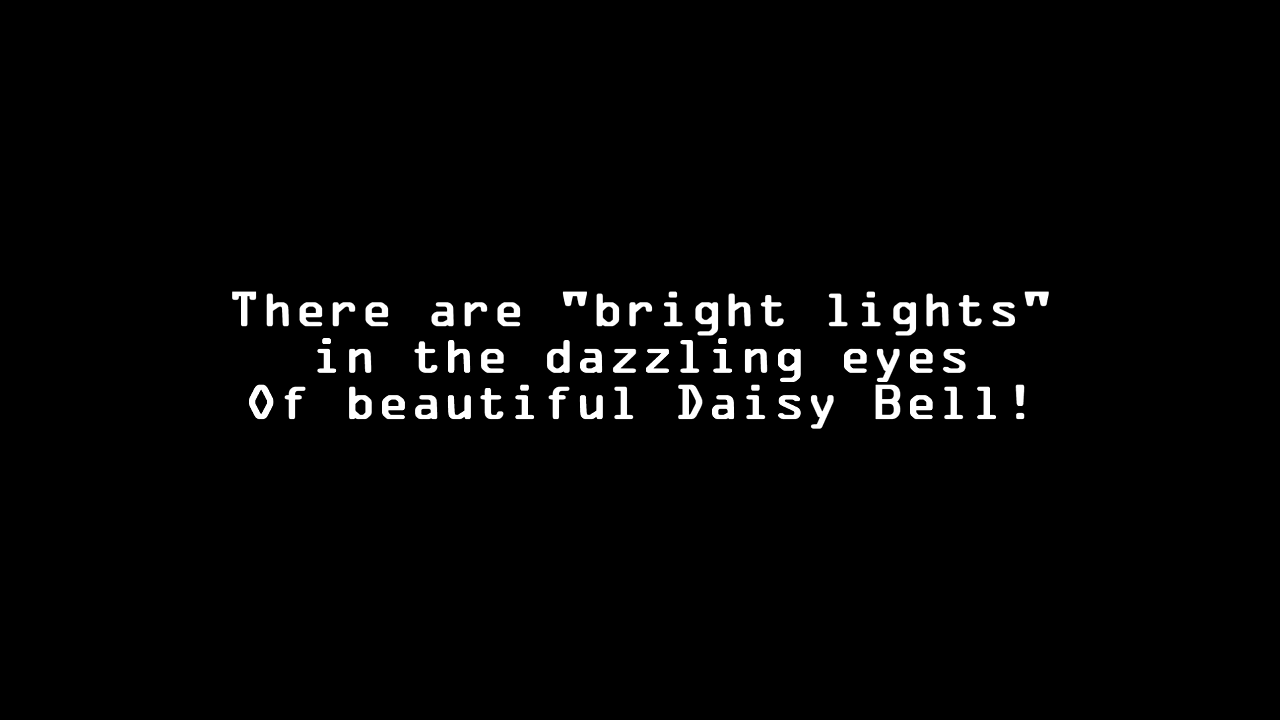 There are "bright lights"
in the dazzling eyes
Of beautiful Daisy Bell!